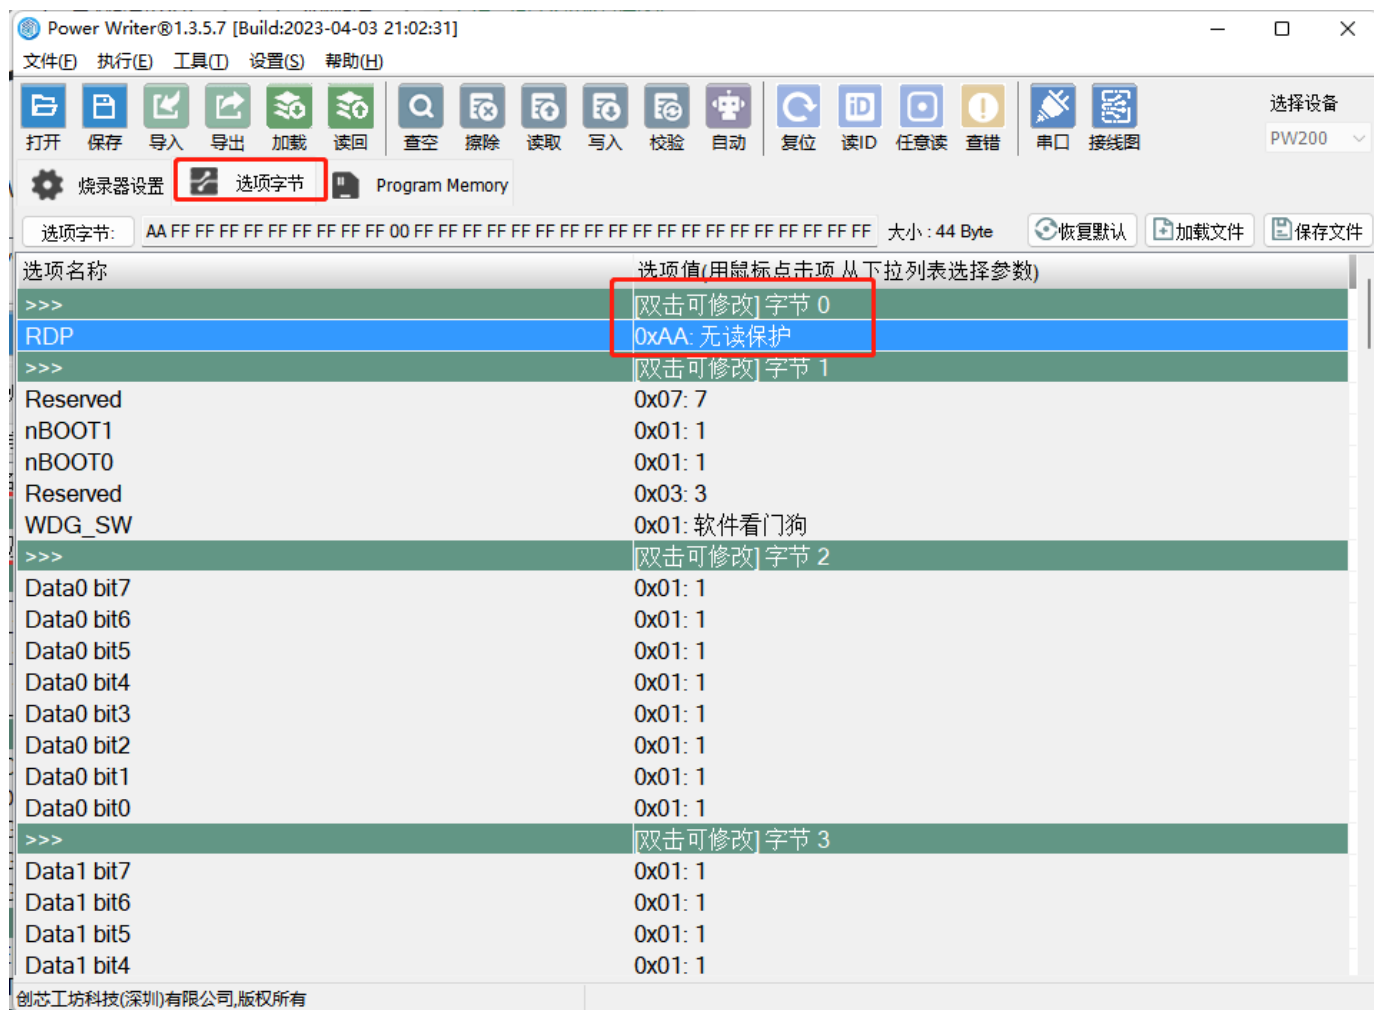 Power Writer®1.3.5.7 [Build:2023-04-03 21:02:31]
文件(F) 执行(E) 工具(T) 设置(S) 帮助(H)
打开 保存 导入 导出 加载 读回 查空 擦除 读取 写入 校验 自动 复位 读ID 任意读 查错 串口 接线图
选择设备
PW200
烧录器设置 选项字节 Program Memory
选项字节: AA FF FF FF FF FF FF FF FF FF 00 FF FF FF FF FF FF FF FF FF FF FF FF FF FF FF FF FF FF FF 大小 : 44 Byte 恢复默认 加载文件 保存文件
选项名称 选项值(用鼠标点击项 从下拉列表选择参数)
>>> [双击可修改] 字节 0
RDP 0xAA: 无读保护
>>> [双击可修改] 字节 1
Reserved 0x07: 7
nBOOT1 0x01: 1
nBOOT0 0x01: 1
Reserved 0x03: 3
WDG_SW 0x01: 软件看门狗
>>> [双击可修改] 字节 2
Data0 bit7 0x01: 1
Data0 bit6 0x01: 1
Data0 bit5 0x01: 1
Data0 bit4 0x01: 1
Data0 bit3 0x01: 1
Data0 bit2 0x01: 1
Data0 bit1 0x01: 1
Data0 bit0 0x01: 1
>>> [双击可修改] 字节 3
Data1 bit7 0x01: 1
Data1 bit6 0x01: 1
Data1 bit5 0x01: 1
Data1 bit4 0x01: 1
创芯工坊科技(深圳)有限公司,版权所有